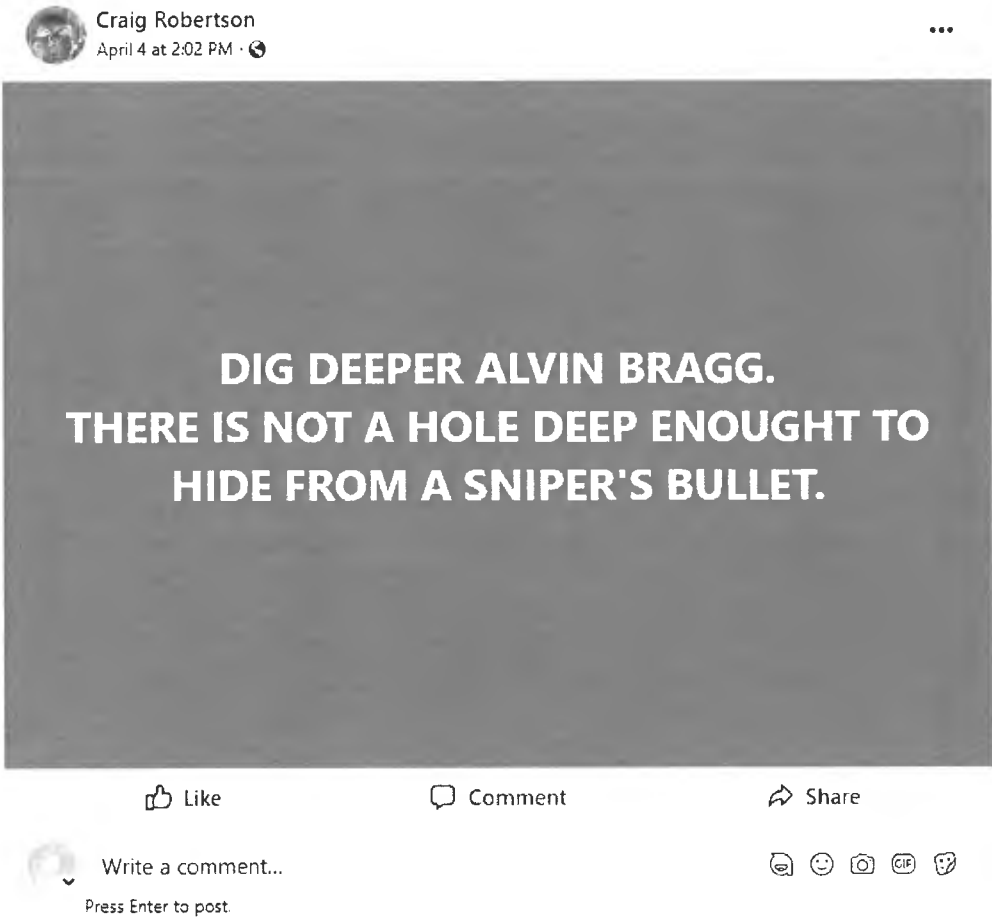 Craig Robertson
April 4 at 2:02 PM ·
DIG DEEPER ALVIN BRAGG.
THERE IS NOT A HOLE DEEP ENOUGHT TO
HIDE FROM A SNIPER'S BULLET.
Like Comment Share
Write a comment... GIF
Press Enter to post.